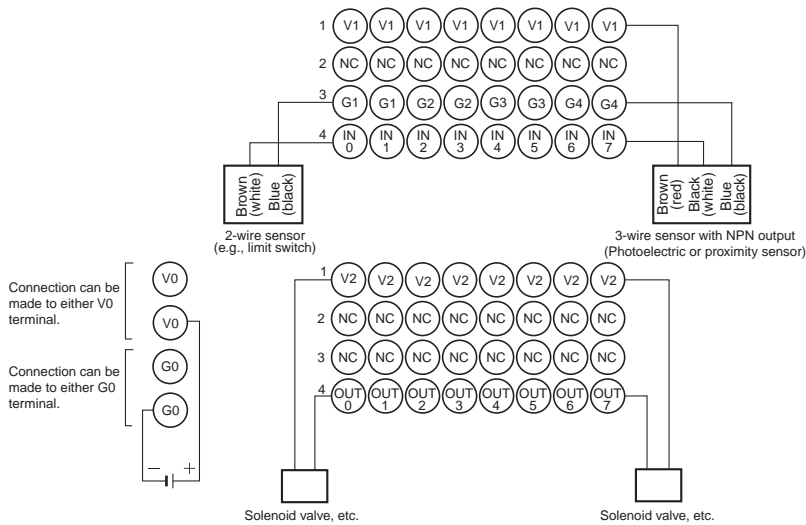 1 V1 V1 V1 V1 V1 V1 V1 V1
2 NC NC NC NC NC NC NC NC
3 G1 G1 G2 G2 G3 G3 G4 G4
4 IN 0 IN 1 IN 2 IN 3 IN 4 IN 5 IN 6 IN 7
Brown
(white)
Blue
(black)
2-wire sensor
(e.g., limit switch)
Brown
(red)
Black
(white)
Blue
(black)
3-wire sensor with NPN output
(Photoelectric or proximity sensor)
Connection can be
made to either V0
terminal.
V0
V0
Connection can be
made to either G0
terminal.
G0
G0
– +
1 V2 V2 V2 V2 V2 V2 V2 V2
2 NC NC NC NC NC NC NC NC
3 NC NC NC NC NC NC NC NC
4 OUT 0 OUT 1 OUT 2 OUT 3 OUT 4 OUT 5 OUT 6 OUT 7
Solenoid valve, etc.
Solenoid valve, etc.